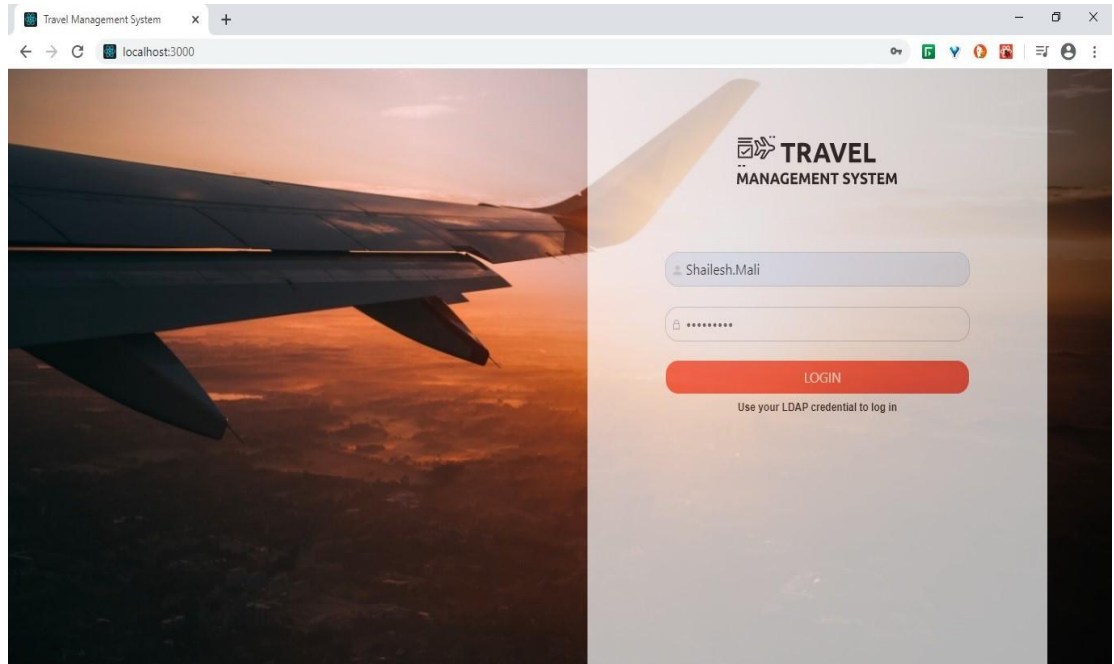 Travel Management System
localhost:3000
TRAVEL
MANAGEMENT SYSTEM
Shailesh.Mali
•••••••••
LOGIN
Use your LDAP credential to log in